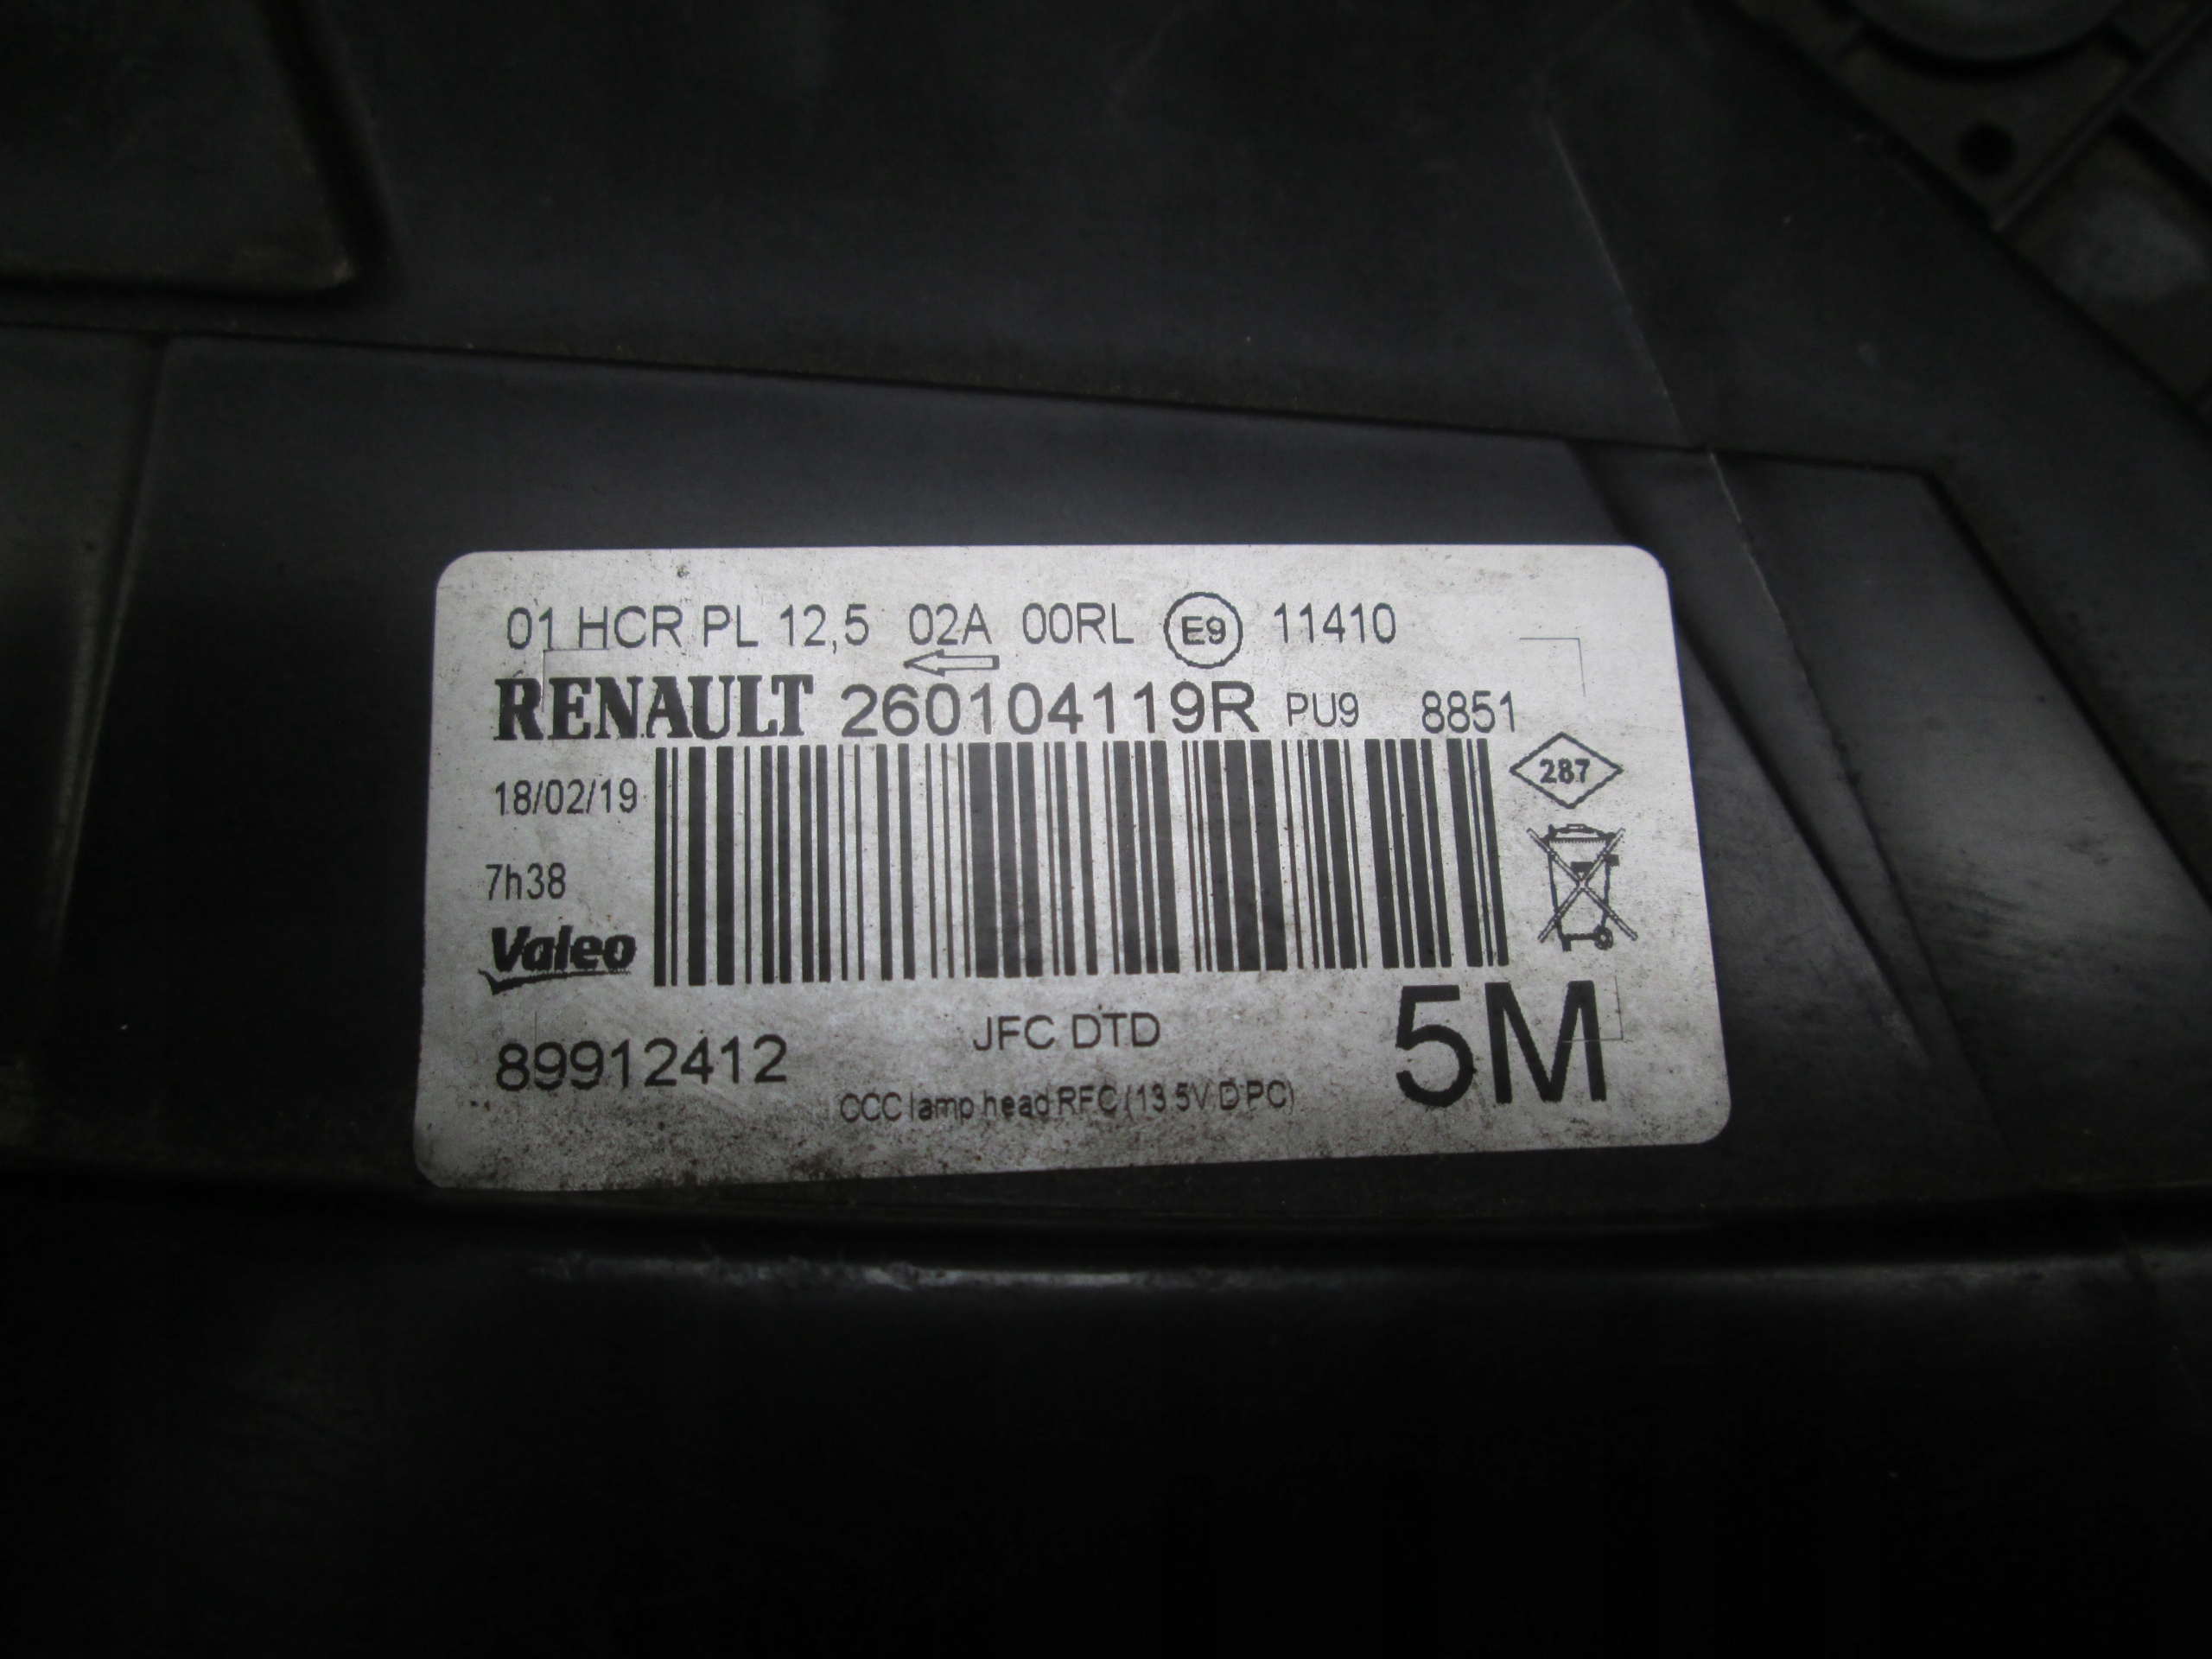 01 HCR PL 12,5 02A 00RL E9 11410
RENAULT 260104119R PU9 8851
18/02/19
287
7h38
Valeo
89912412
JFC DTD
5M
CCC lamp head RFC (13.5V D PC)